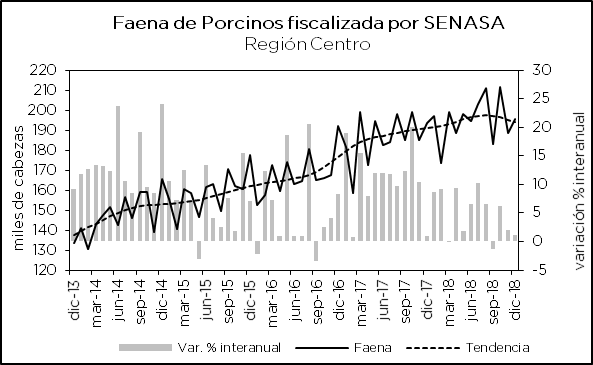 Faena de Porcinos fiscalizada por SENASA
Región Centro
miles de cabezas
220
210
200
190
180
170
160
150
140
130
120
30
25
20
15
10
5
0
-5
variación % interanual
dic-13
mar-14
jun-14
sep-14
dic-14
mar-15
jun-15
sep-15
dic-15
mar-16
jun-16
sep-16
dic-16
mar-17
jun-17
sep-17
dic-17
mar-18
jun-18
sep-18
dic-18
Var. % interanual
Faena
Tendencia